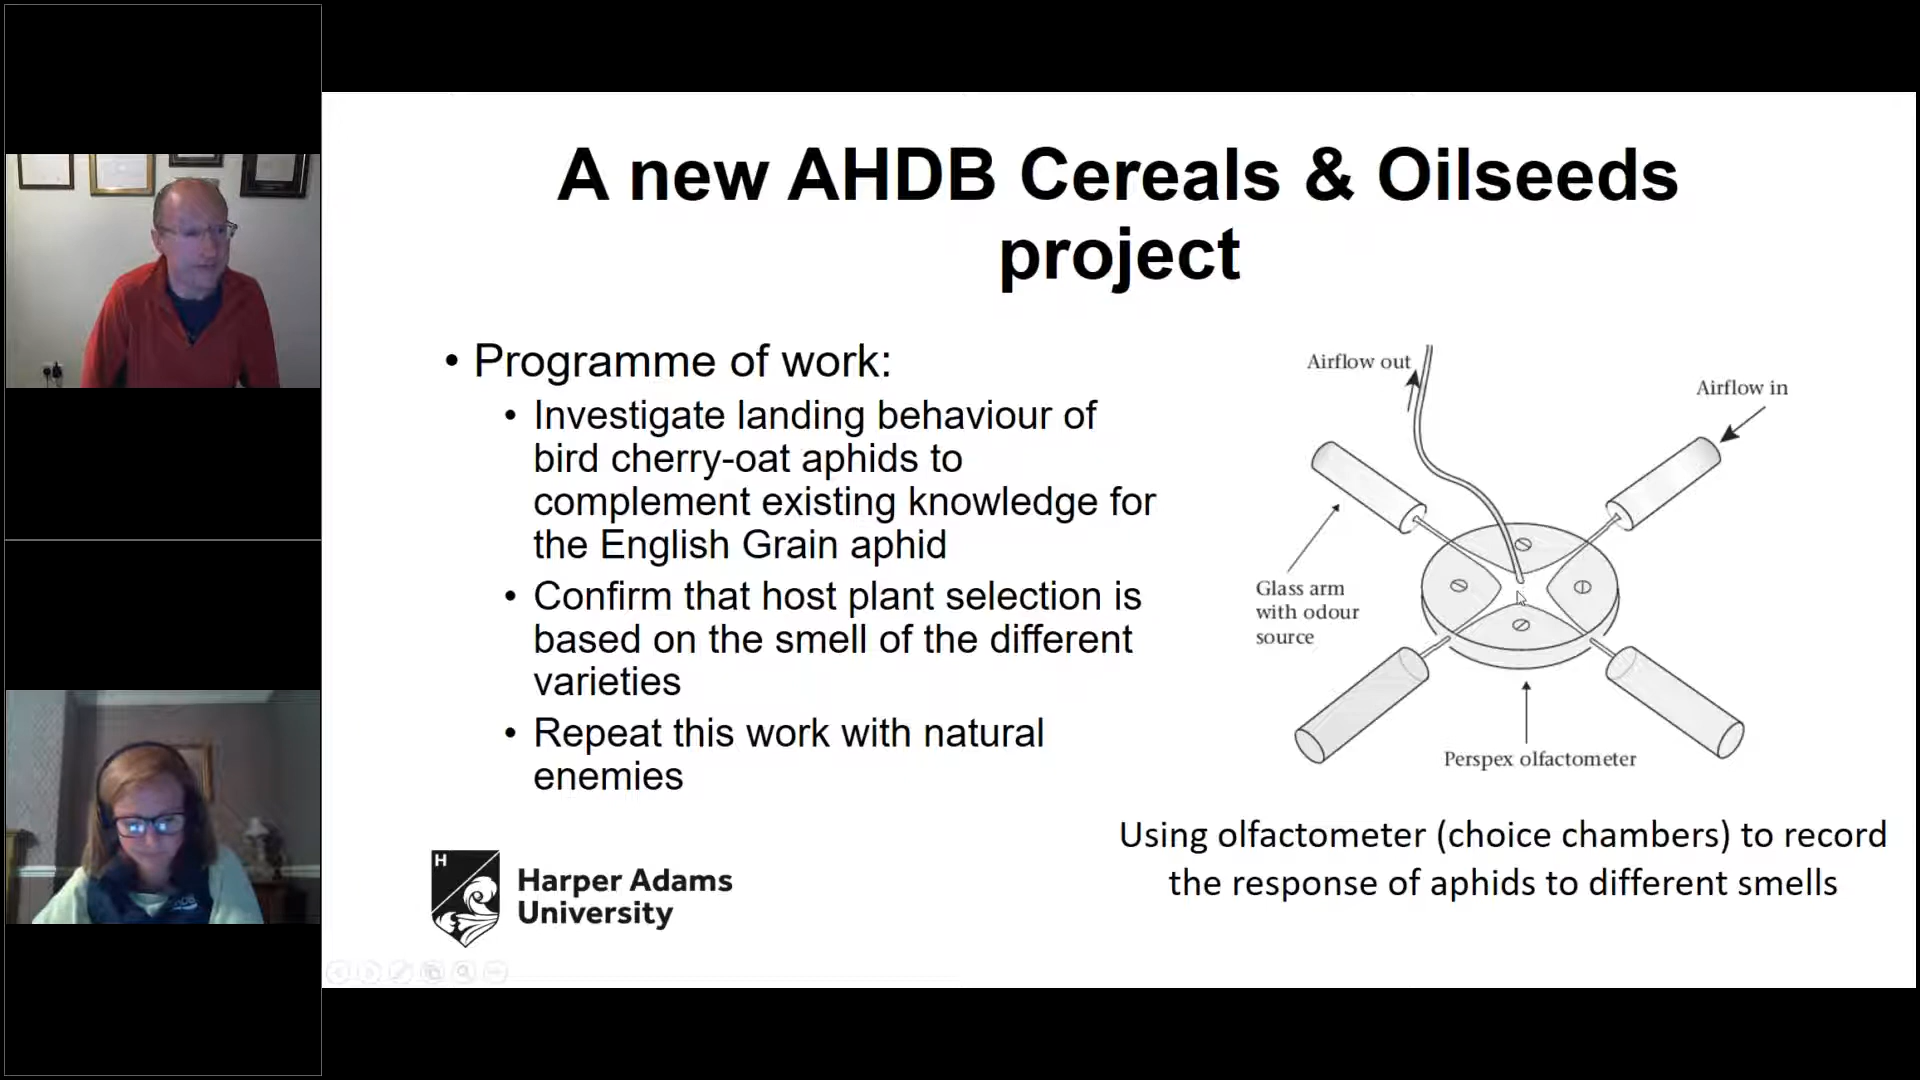 A new AHDB Cereals & Oilseeds
project
• Programme of work:
• Investigate landing behaviour of
bird cherry-oat aphids to
complement existing knowledge for
the English Grain aphid
• Confirm that host plant selection is
based on the smell of the different
varieties
• Repeat this work with natural
enemies
Airflow out
Airflow in
Glass arm
with odour
source
Perspex olfactometer
Using olfactometer (choice chambers) to record
the response of aphids to different smells
H
Harper Adams
University